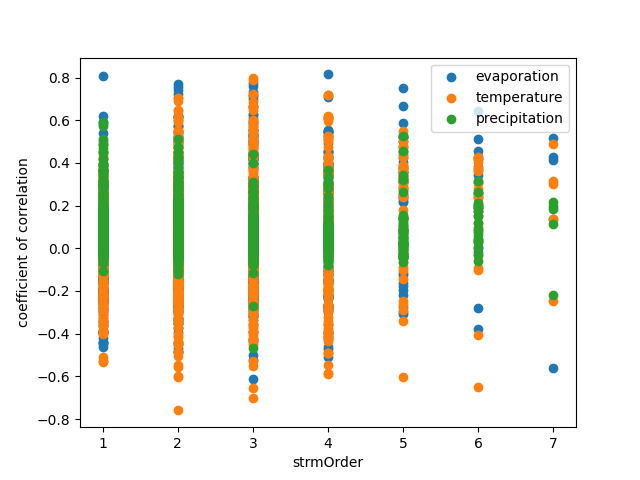 evaporation
temperature
precipitation
0.8
0.6
0.4
0.2
0.0
−0.2
−0.4
−0.6
−0.8
coefficient of correlation
1 2 3 4 5 6 7
strmOrder